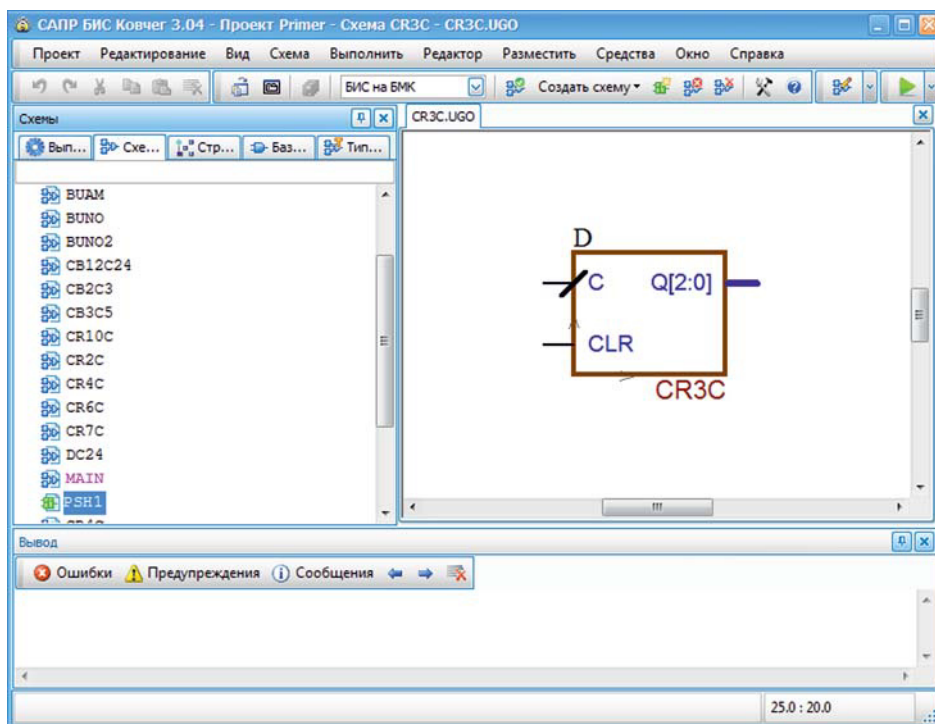 САПР БИС Ковчег 3.04 - Проект Primer - Схема CR3C - CR3C.UGO
Проект Редактирование Вид Схема Выполнить Редактор Разместить Средства Окно Справка
БИС на БМК Создать схему
Схемы
CR3C.UGO
Вып... Схе... Стр... Баз... Тип...
BUAM
BUNO
BUNO2
CB12C24
CB2C3
CB3C5
CR10C
CR2C
CR4C
CR6C
CR7C
DC24
MAIN
PSH1
D
C Q[2:0]
CLR
CR3C
Вывод
Ошибки Предупреждения Сообщения
25.0 : 20.0